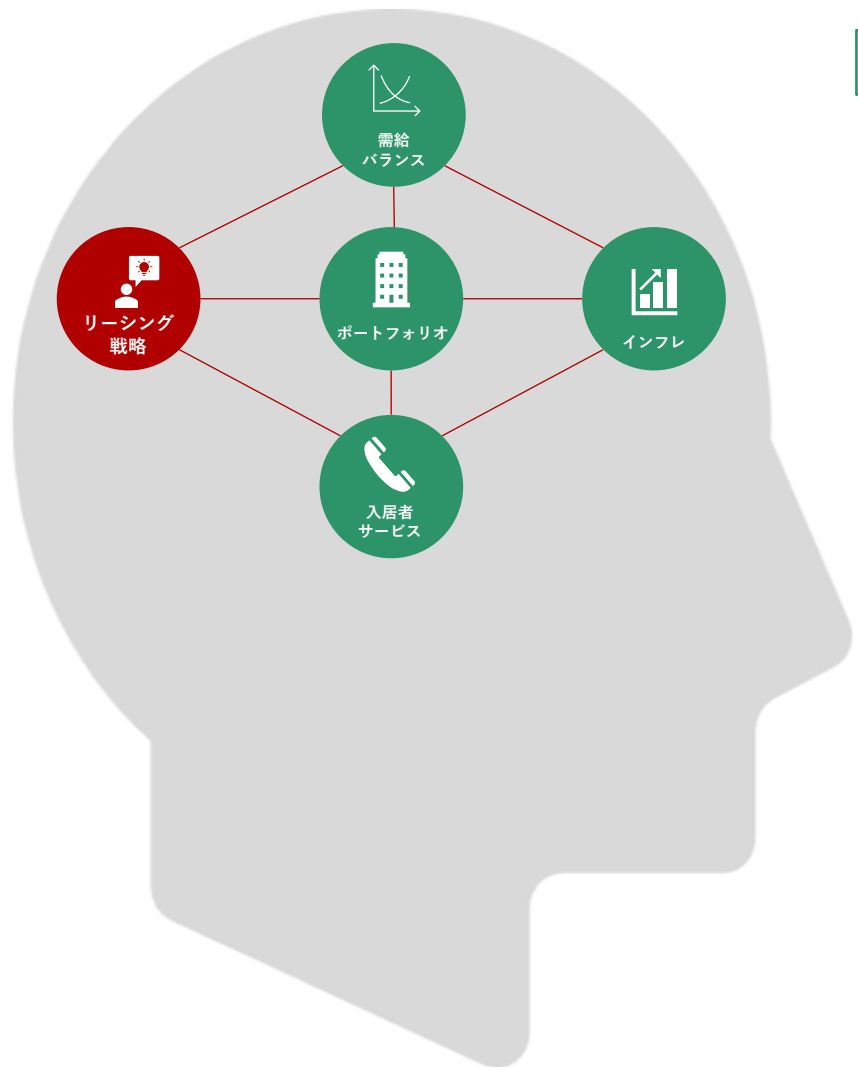 需給
バランス
リーシング
戦略
ポートフォリオ
インフレ
入居者
サービス